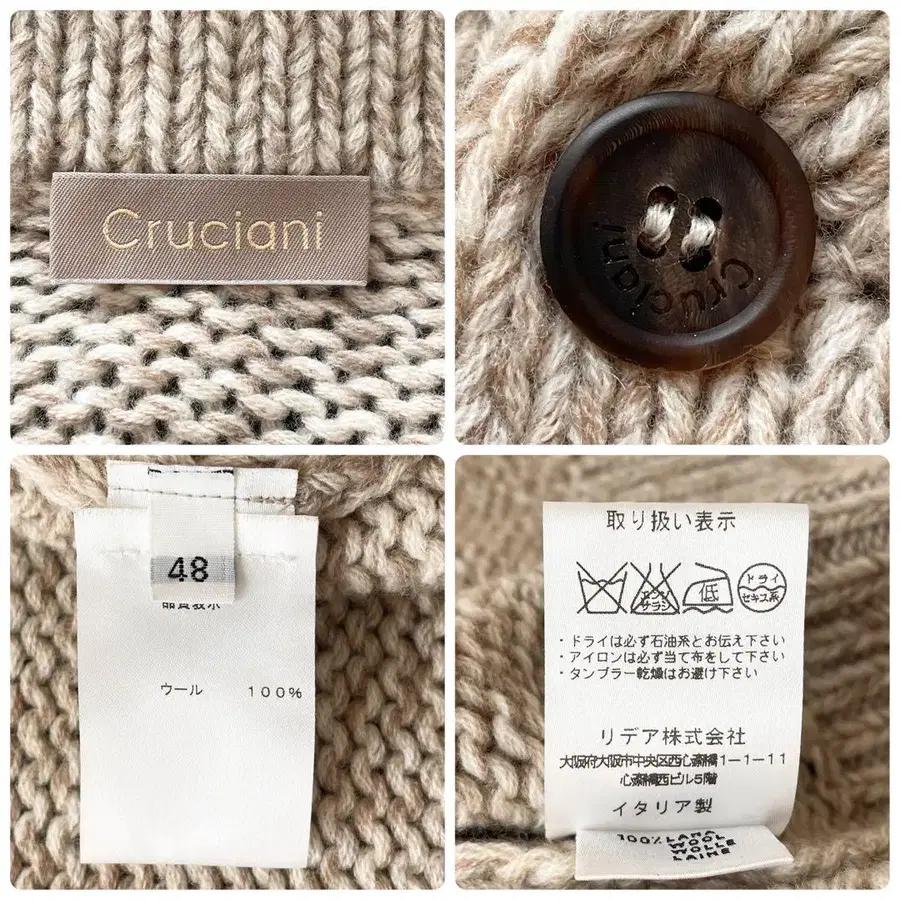 Cruciani
Cruciani
48
品質表示
ウール 100%
取り扱い表示
エンソ
サラシ
低
ドライ
セキユ系
・ドライは必ず石油系とお伝え下さい
・アイロンは必ず当て布をして下さい
・タンブラー乾燥はお避け下さい
リデア株式会社
大阪府大阪市中央区西心斎橋1-1-11
心斎橋西ビル5階
イタリア製
100% LANA
WOOL
WOLLE
LAINE